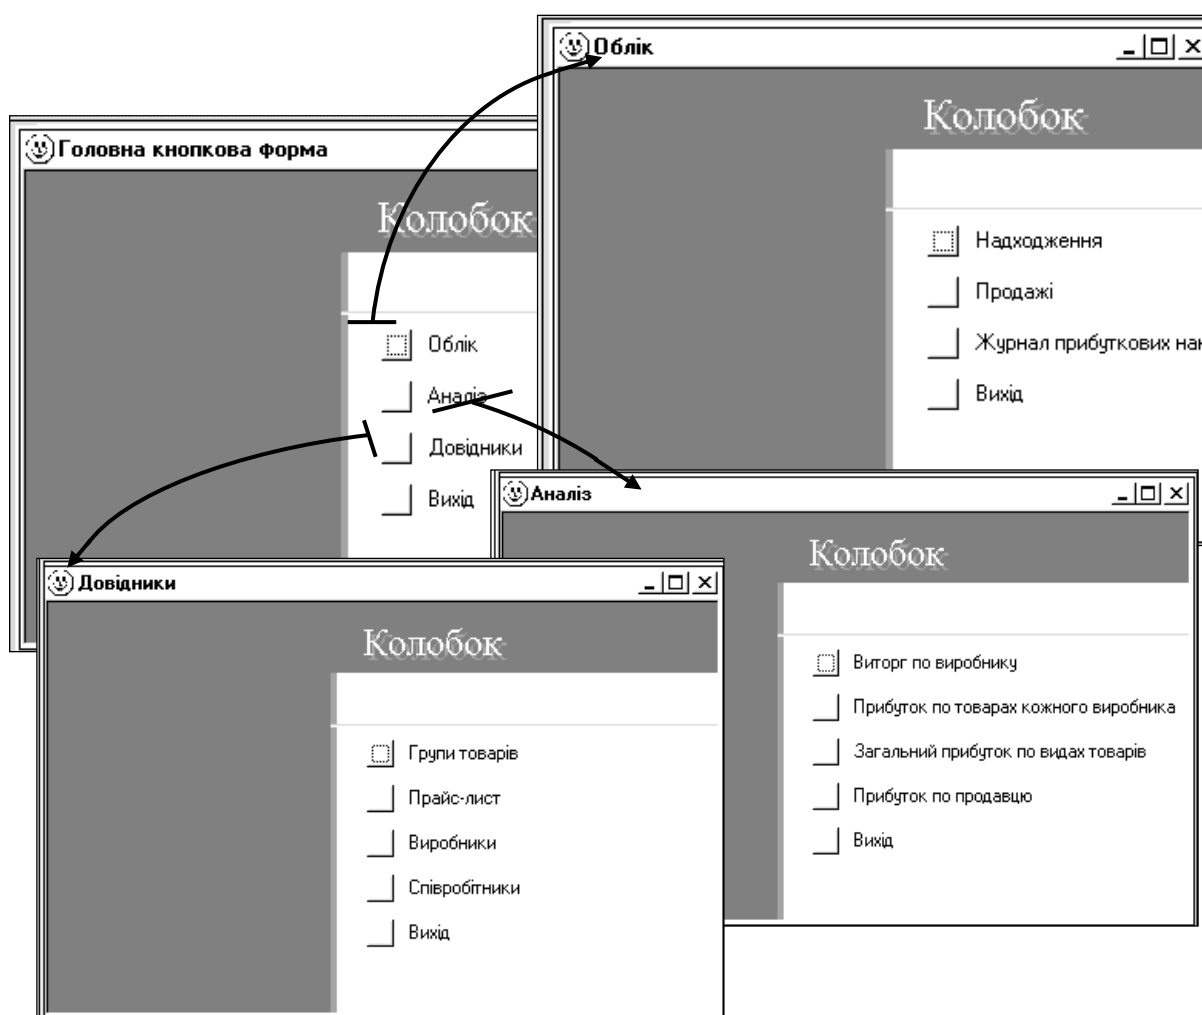 Облік
Колобок
Надходження
Продажі
Журнал прибуткових
Вихід
Головна кнопкова форма
Колобок
Облік
Аналіз
Довідники
Вихід
Аналіз
Колобок
Виторг по виробнику
Прибуток по товарах кожного виробника
Загальний прибуток по видах товарів
Прибуток по продавцю
Вихід
Довідники
Колобок
Групи товарів
Прайс-лист
Виробники
Співробітники
Вихід